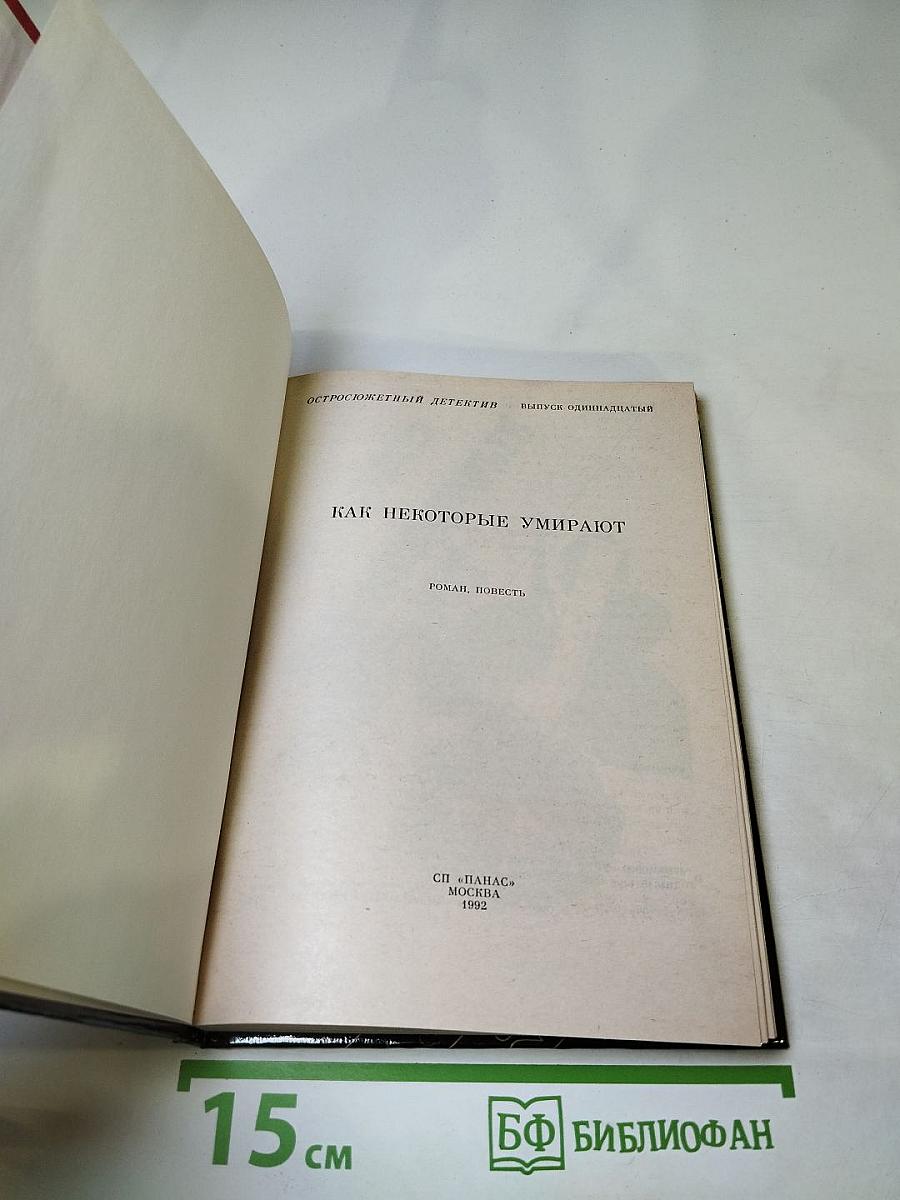 ОСТРОСЮЖЕТНЫЙ ДЕТЕКТИВ ВЫПУСК ОДИННАДЦАТЫЙ
КАК НЕКОТОРЫЕ УМИРАЮТ
РОМАН, ПОВЕСТЬ
СП «ПАНАС»
МОСКВА
1992
15 см
БФ БИБЛИОФАН